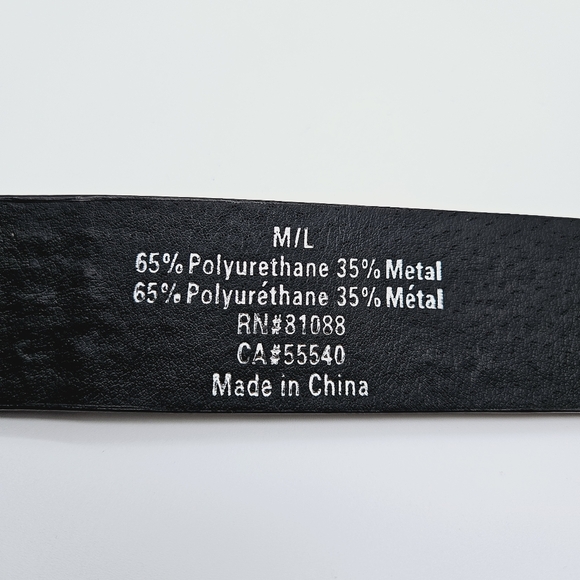 M/L
65% Polyurethane 35% Metal
65% Polyuréthane 35% Métal
RN#81088
CA#55540
Made in China